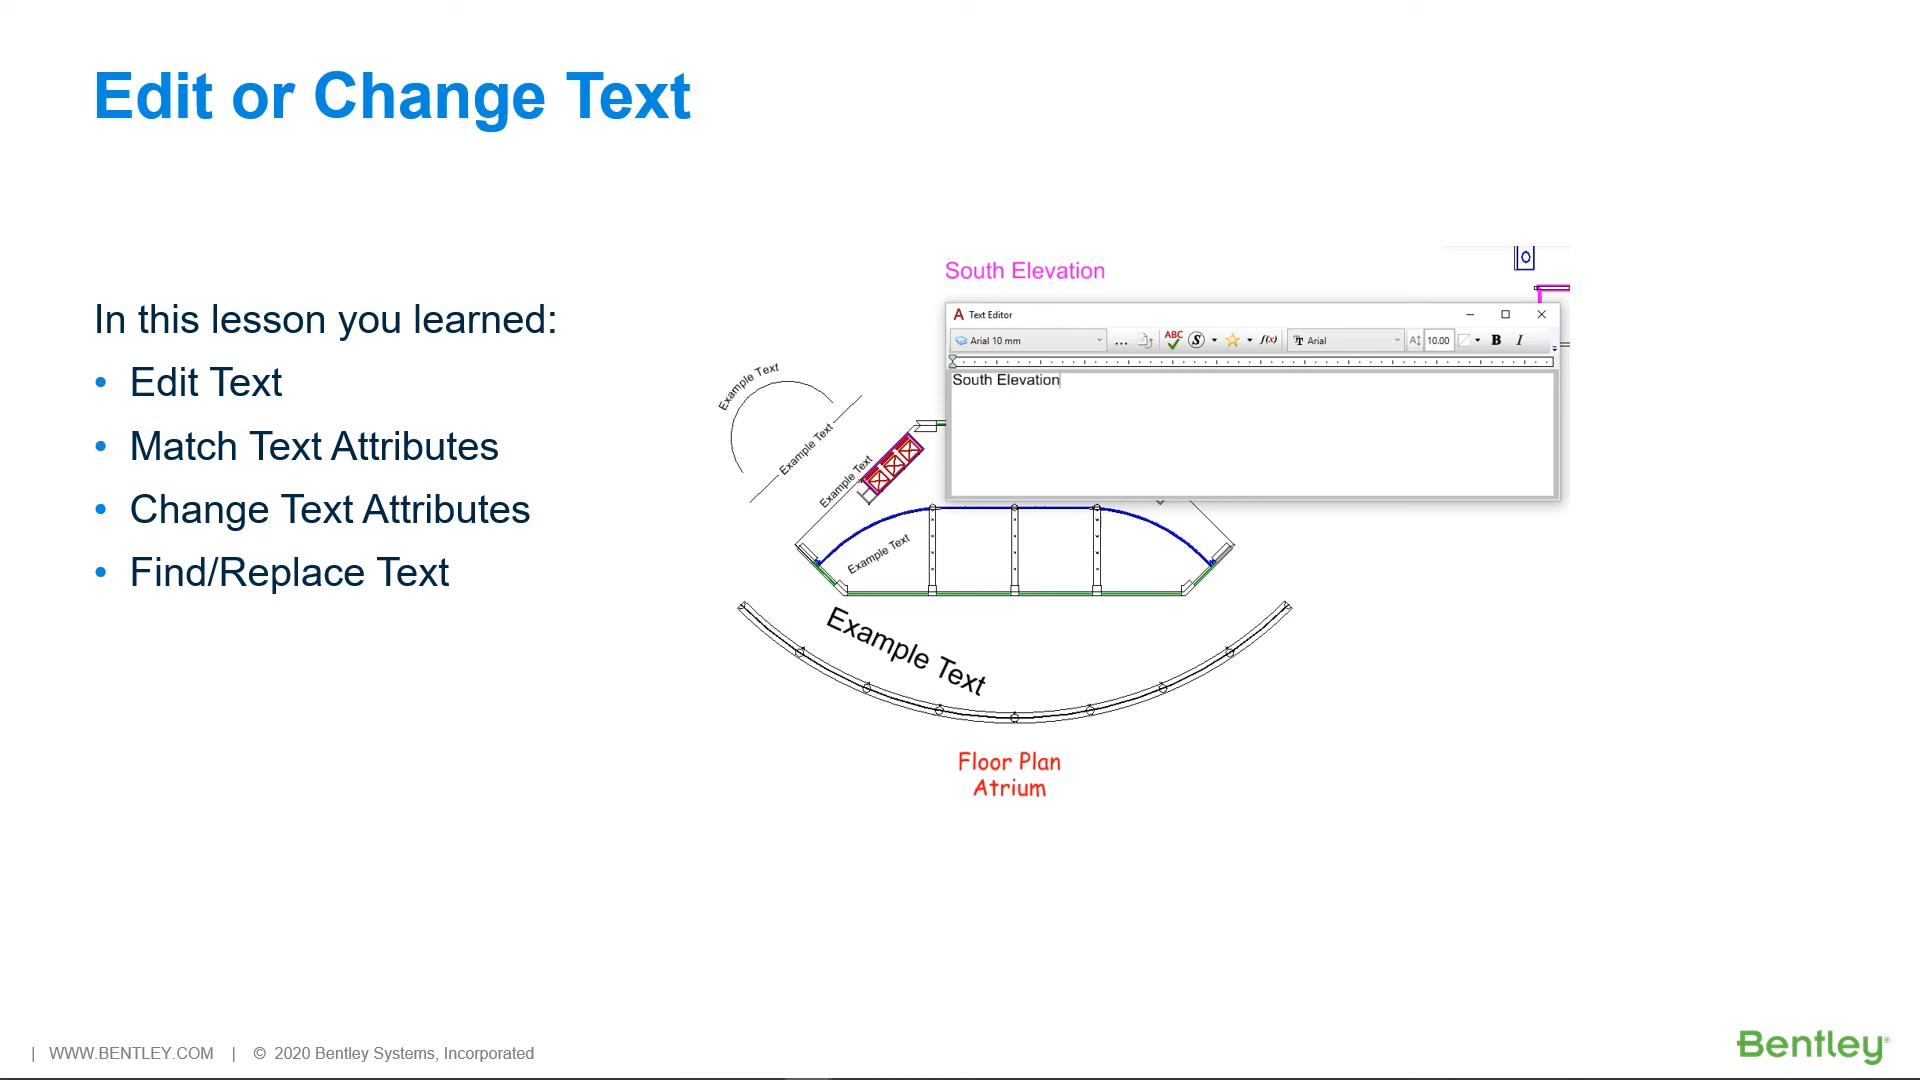 Edit or Change Text
In this lesson you learned:
• Edit Text
• Match Text Attributes
• Change Text Attributes
• Find/Replace Text
South Elevation
A Text Editor
Arial 10 mm ... ABC S f(x) Arial 10.00 B I
South Elevation
Example Text
Example Text
Example Text
Example Text
Example Text
Floor Plan
Atrium
| WWW.BENTLEY.COM | © 2020 Bentley Systems, Incorporated
Bentley®